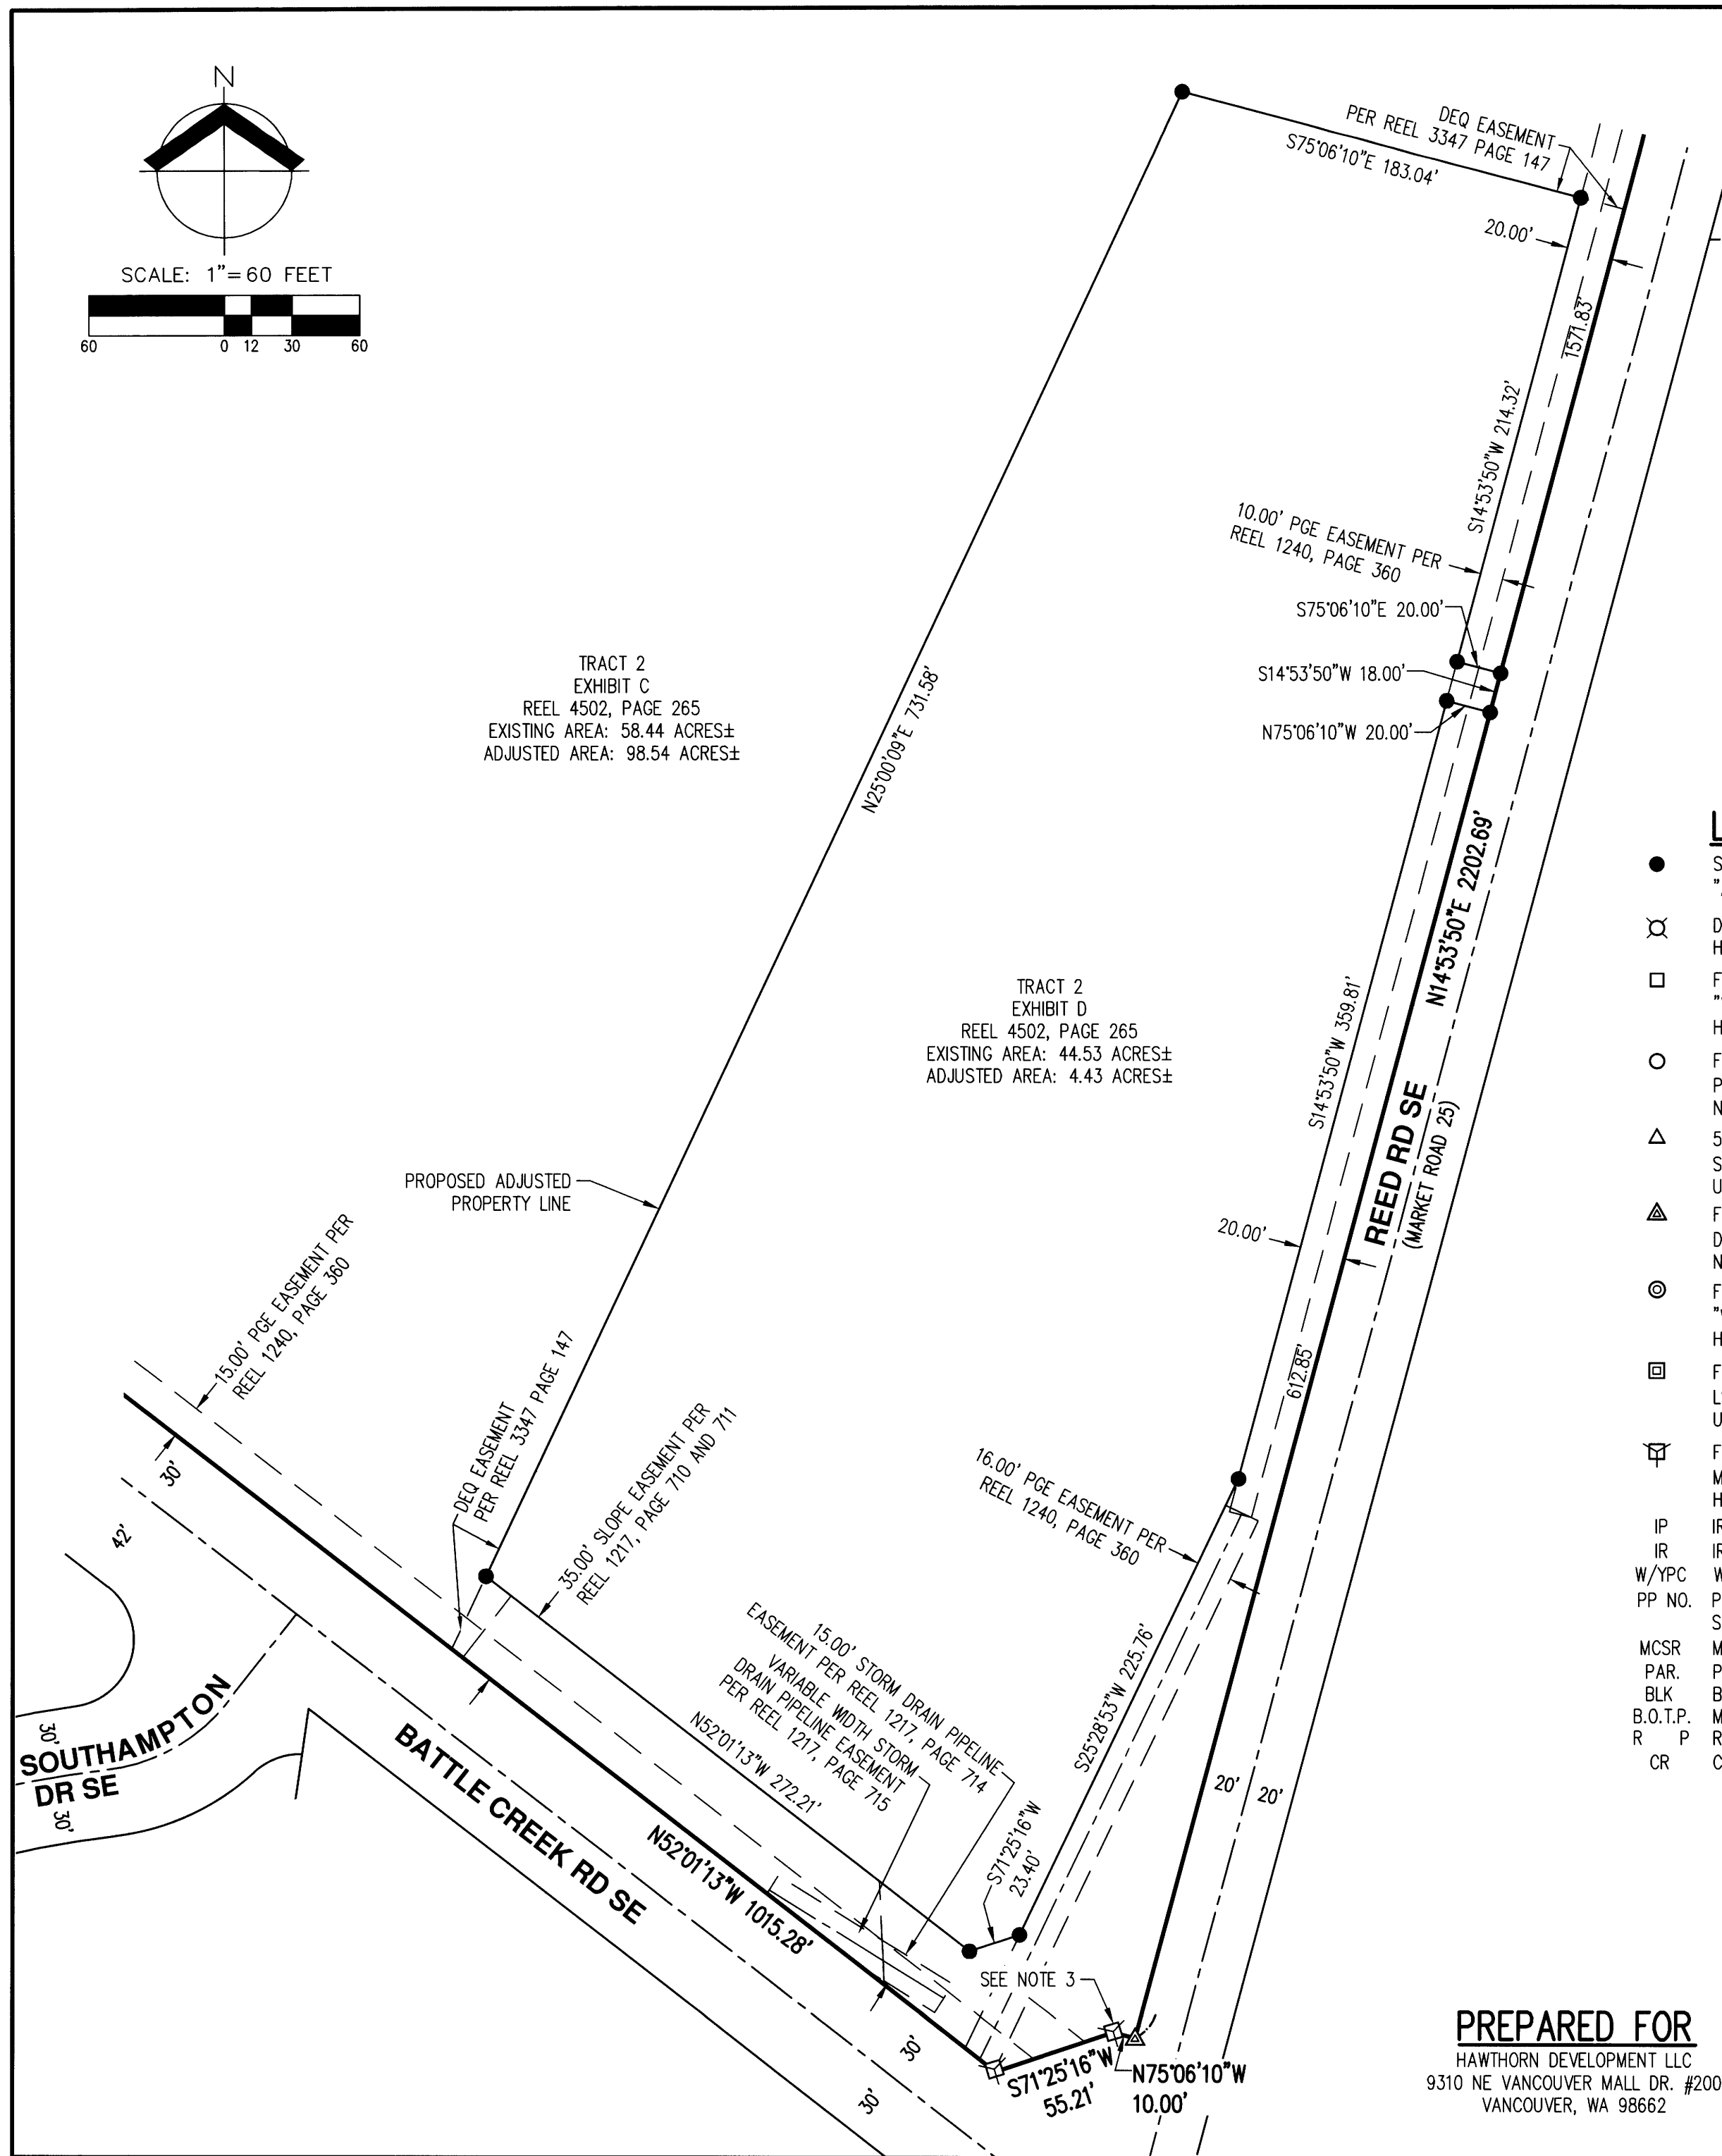 N
SCALE: 1"=60 FEET
60 0 12 30 60
DEQ EASEMENT
PER REEL 3347 PAGE 147
S75°06'10"E 183.04'
20.00'
1571.83'
S14°53'50"W 214.32'
10.00' PGE EASEMENT PER
REEL 1240, PAGE 360
S75°06'10"E 20.00'
S14°53'50"W 18.00'
N75°06'10"W 20.00'
TRACT 2
EXHIBIT C
REEL 4502, PAGE 265
EXISTING AREA: 58.44 ACRES±
ADJUSTED AREA: 98.54 ACRES±
N25°00'09"E 731.58'
N14°53'50"E 2202.69'
TRACT 2
EXHIBIT D
REEL 4502, PAGE 265
EXISTING AREA: 44.53 ACRES±
ADJUSTED AREA: 4.43 ACRES±
S14°53'50"W 359.81'
REED RD SE
(MARKET ROAD 25)
PROPOSED ADJUSTED
PROPERTY LINE
20.00'
612.85'
15.00' PGE EASEMENT PER
REEL 1240, PAGE 360
30'
42'
DEQ EASEMENT
PER REEL 3347 PAGE 147
35.00' SLOPE EASEMENT PER
REEL 1217, PAGE 710 AND 711
16.00' PGE EASEMENT PER
REEL 1240, PAGE 360
15.00' STORM DRAIN PIPELINE
EASEMENT PER REEL 1217, PAGE 714
VARIABLE WIDTH STORM
DRAIN PIPELINE EASEMENT
PER REEL 1217, PAGE 715
N52°01'13"W 272.21'
S25°28'53"W 225.76'
S71°25'16"W
23.40'
30'
SOUTHAMPTON
DR SE
30'
BATTLE CREEK RD SE
N52°01'13"W 1015.28'
20' 20'
SEE NOTE 3
30'
30'
S71°25'16"W
55.21'
N75°06'10"W
10.00'
L
S
"
D
H
F
"
H
F
P
N
5
S
U
F
D
N
F
"
H
F
L
U
F
M
H
IP IR
IR IR
W/YPC W
PP NO. P
S
MCSR M
PAR. P
BLK B
B.O.T.P. M
R P R
CR C
PREPARED FOR
HAWTHORN DEVELOPMENT LLC
9310 NE VANCOUVER MALL DR. #200
VANCOUVER, WA 98662